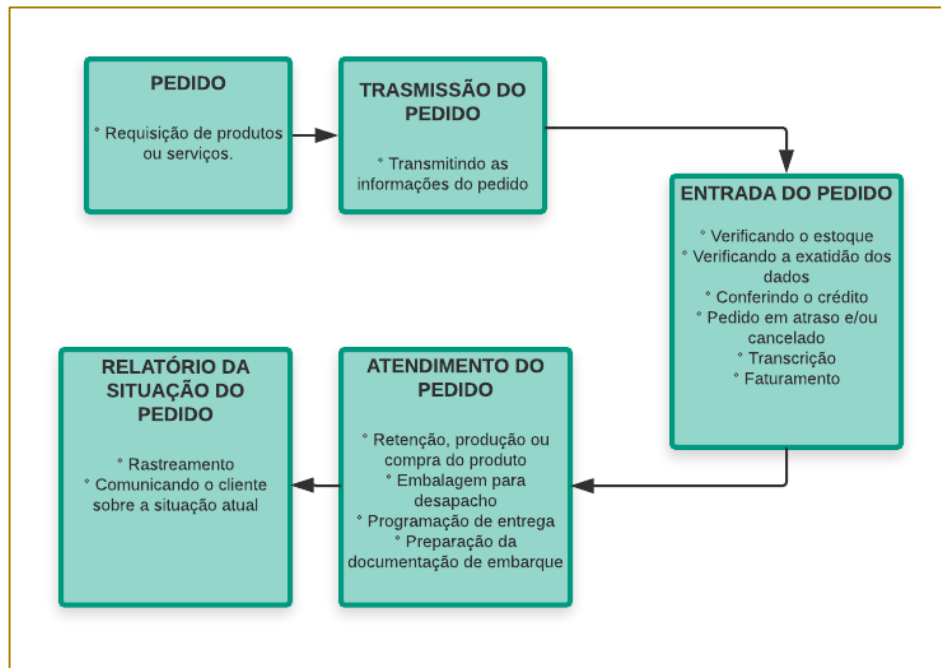 PEDIDO
° Requisição de produtos
ou serviços.
TRASMISSÃO DO
PEDIDO
° Transmitindo as
informações do pedido
ENTRADA DO PEDIDO
° Verificando o estoque
° Verificando a exatidão dos
dados
° Conferindo o crédito
° Pedido em atraso e/ou
cancelado
° Transcrição
° Faturamento
ATENDIMENTO DO
PEDIDO
° Retenção, produção ou
compra do produto
° Embalagem para
desapacho
° Programação de entrega
° Preparação da
documentação de embarque
RELATÓRIO DA
SITUAÇÃO DO
PEDIDO
° Rastreamento
° Comunicando o cliente
sobre a situação atual